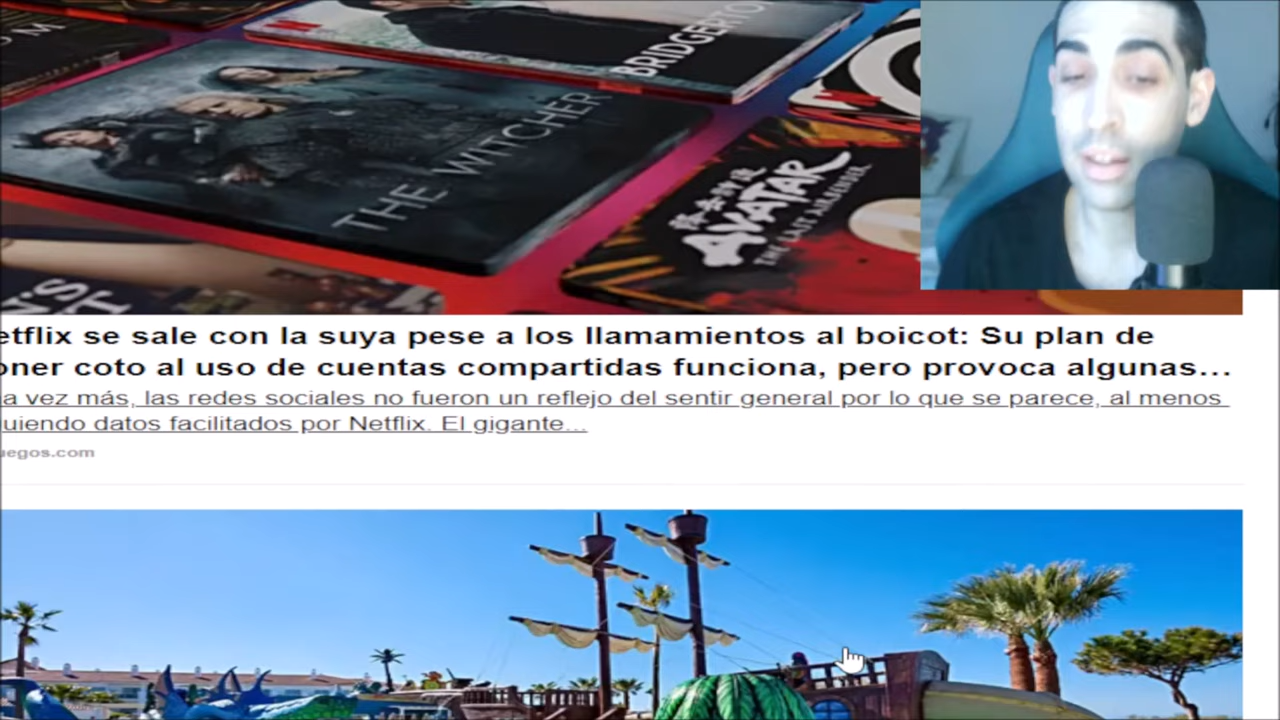 BRIDGERTO
THE WITCHER
AVATAR
THE LAST AIRBENDER
etflix se sale con la suya pese a los llamamientos al boicot: Su plan de
oner coto al uso de cuentas compartidas funciona, pero provoca algunas...
a vez más, las redes sociales no fueron un reflejo del sentir general por lo que se parece, al menos
uiendo datos facilitados por Netflix. El gigante...
uegos.com